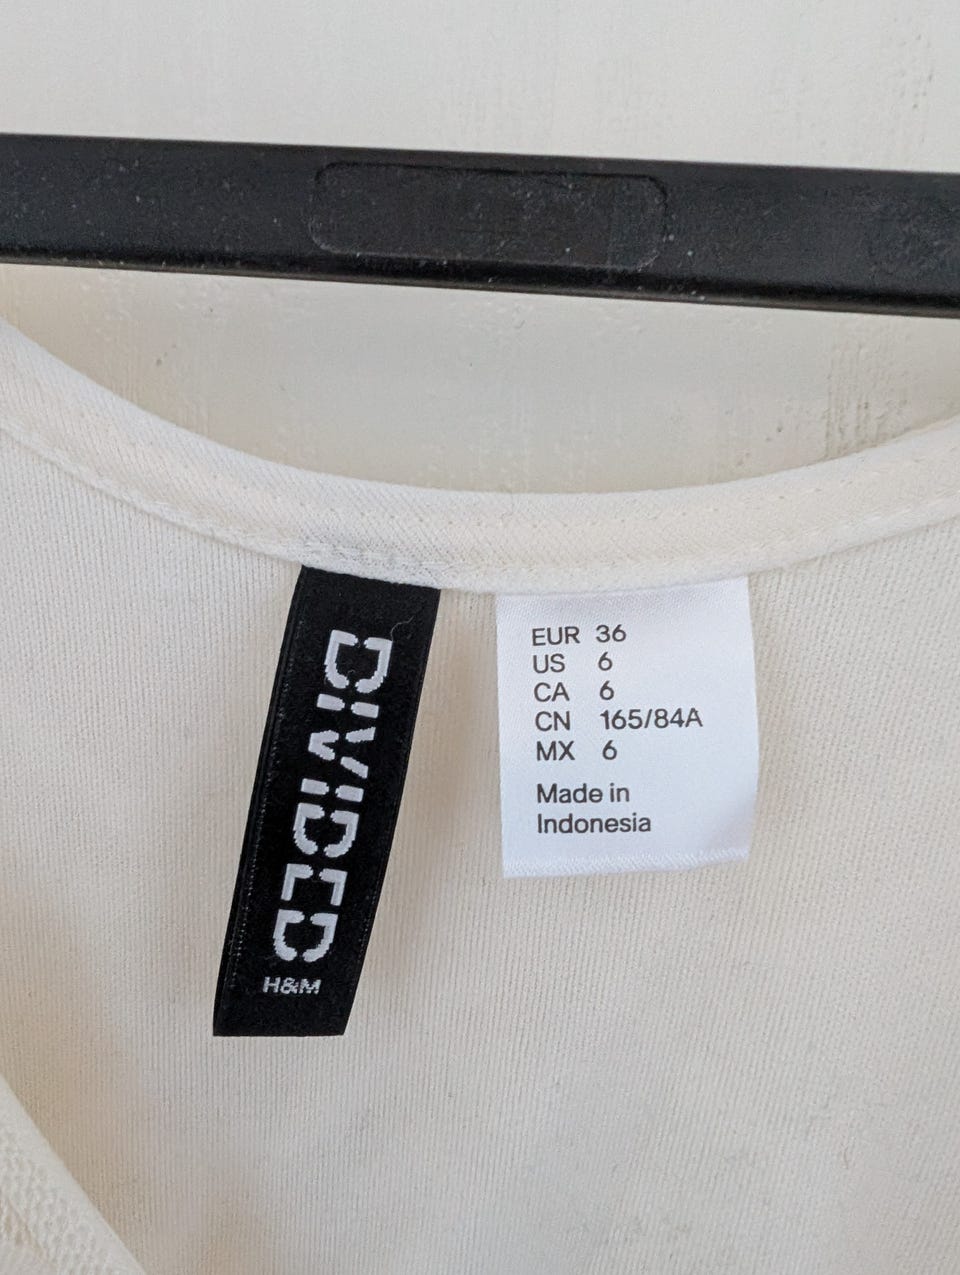 DIVIDED
H&M
EUR 36
US 6
CA 6
CN 165/84A
MX 6
Made in
Indonesia